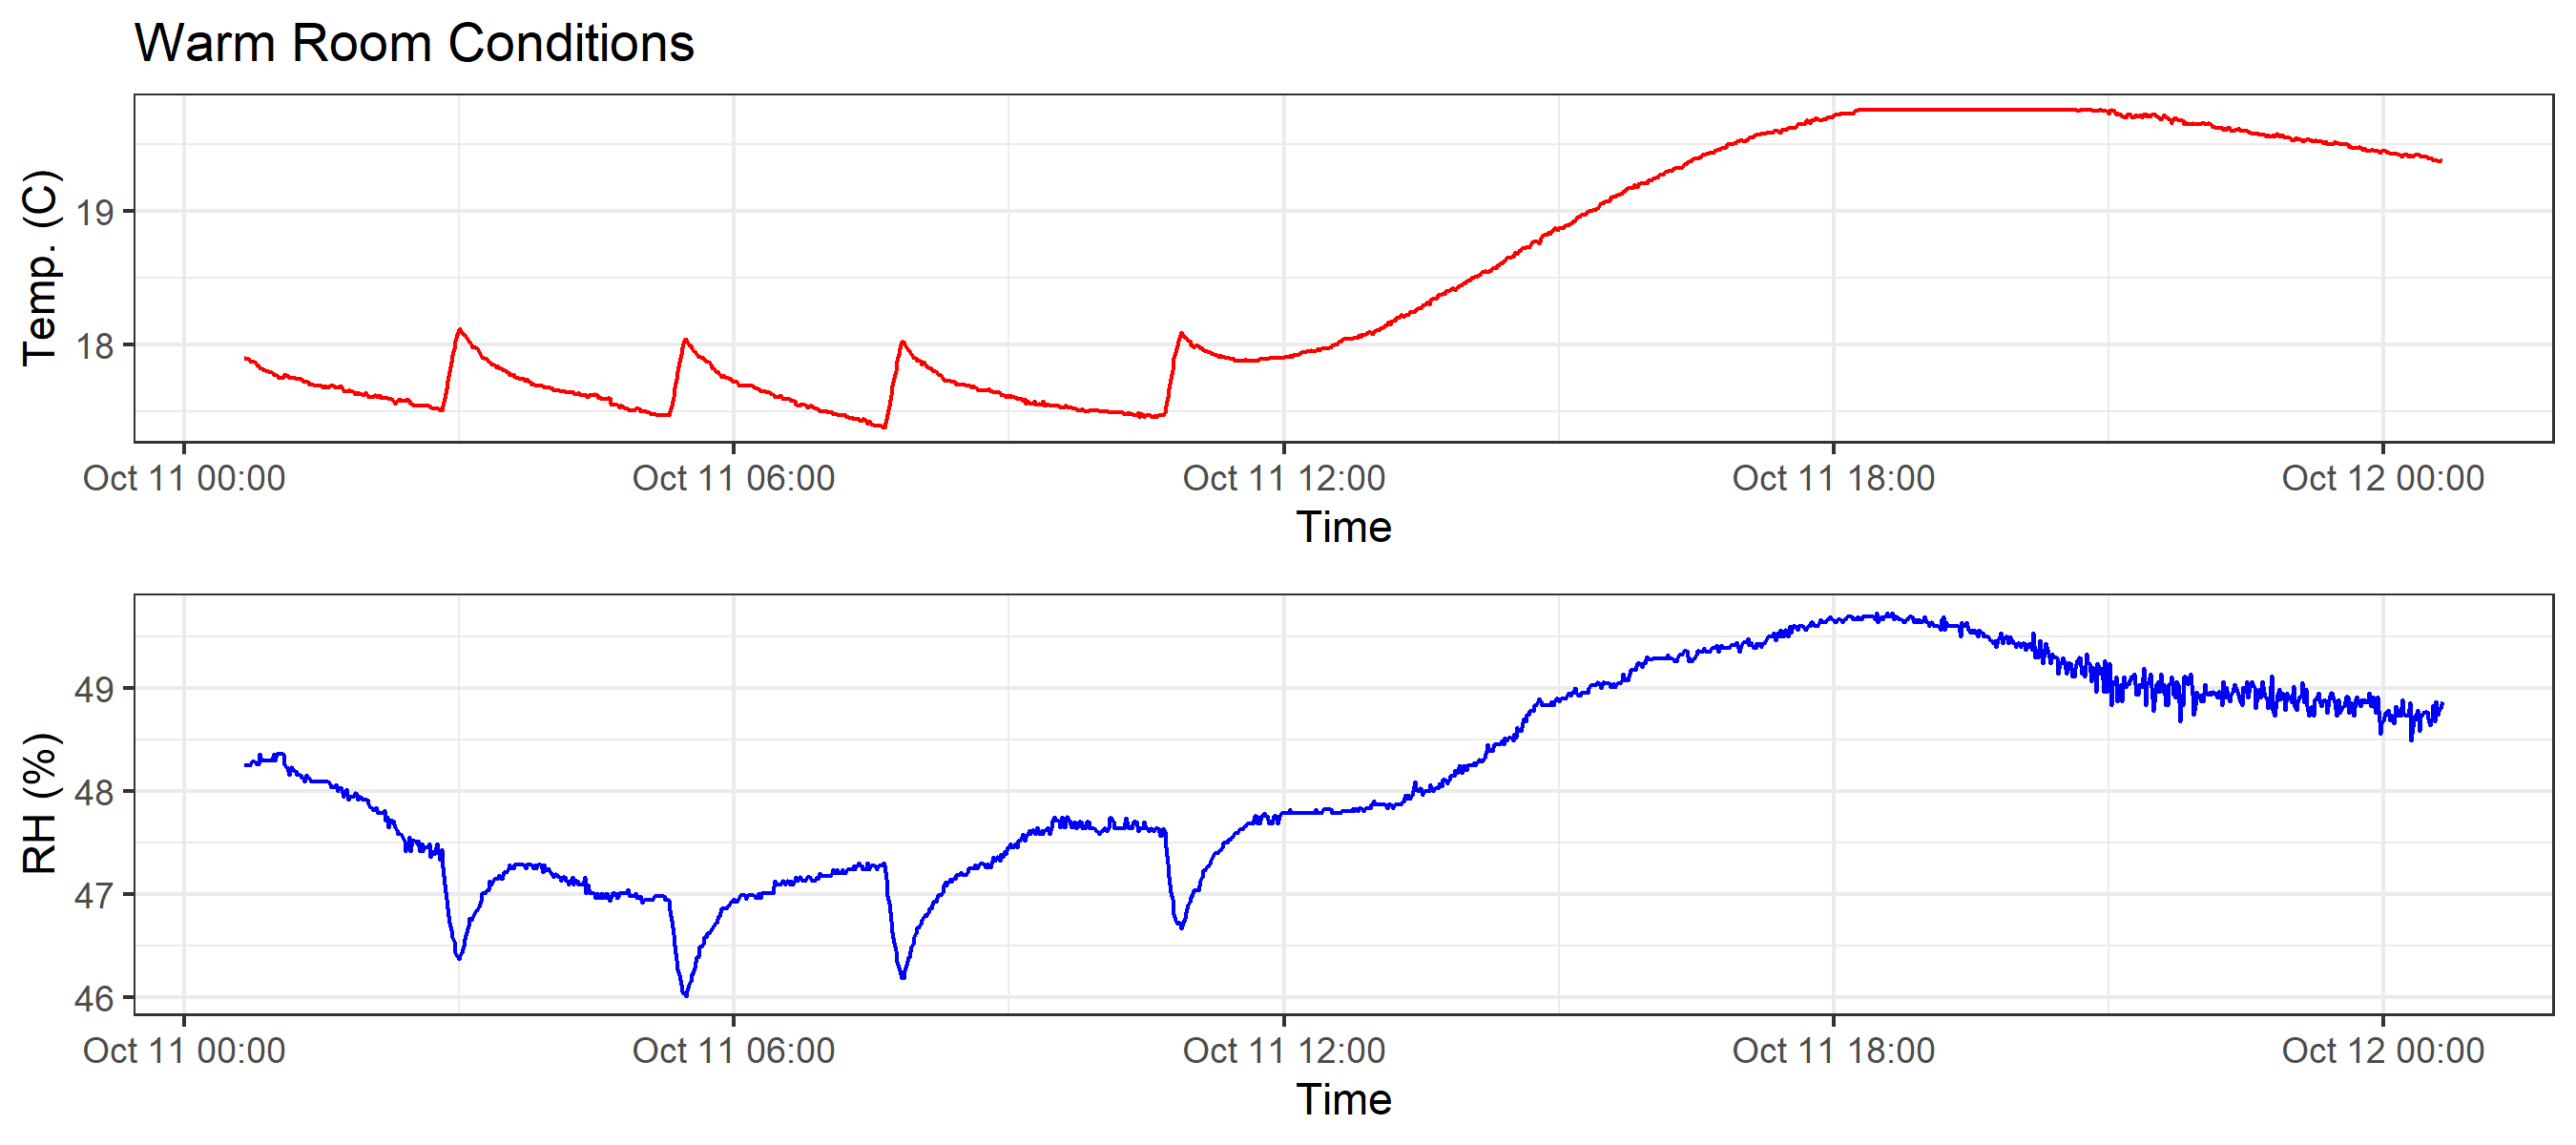 Warm Room Conditions
Temp. (C)
19
18
Oct 11 00:00 Oct 11 06:00 Oct 11 12:00 Oct 11 18:00 Oct 12 00:00
Time
RH (%)
49
48
47
46
Oct 11 00:00 Oct 11 06:00 Oct 11 12:00 Oct 11 18:00 Oct 12 00:00
Time